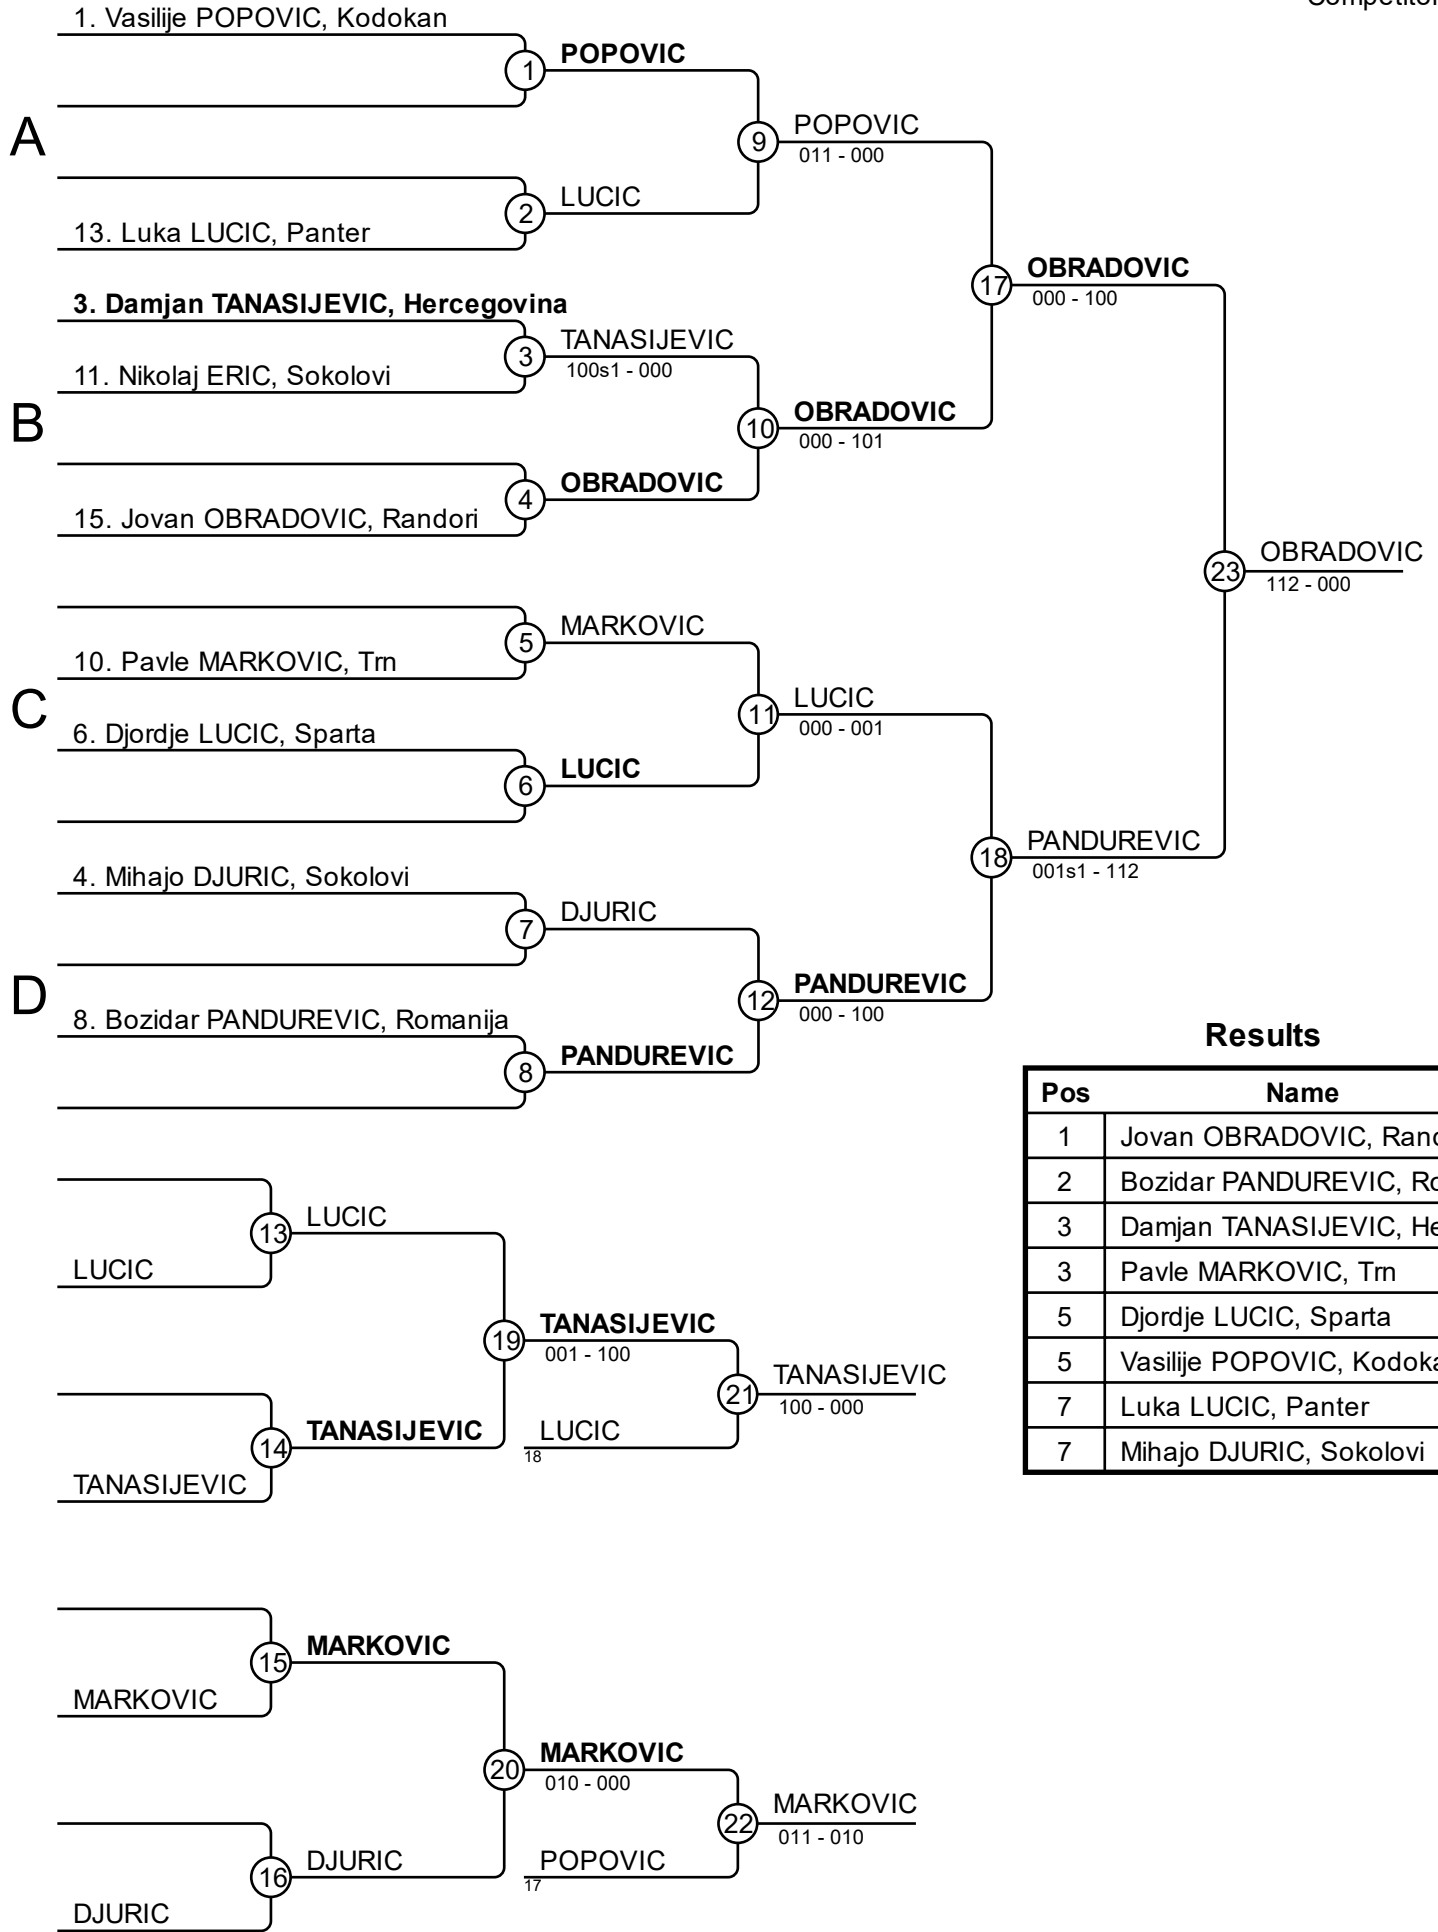 1. Vasilije POPOVIC, Kodokan
1
POPOVIC
A
9
POPOVIC
011 - 000
2
LUCIC
13. Luka LUCIC, Panter
3. Damjan TANASIJEVIC, Hercegovina
17
OBRADOVIC
000 - 100
3
TANASIJEVIC
100s1 - 000
11. Nikolaj ERIC, Sokolovi
B
10
OBRADOVIC
000 - 101
4
OBRADOVIC
15. Jovan OBRADOVIC, Randori
23
OBRADOVIC
112 - 000
5
MARKOVIC
10. Pavle MARKOVIC, Trn
C
11
LUCIC
000 - 001
6. Djordje LUCIC, Sparta
6
LUCIC
18
PANDUREVIC
001s1 - 112
4. Mihajo DJURIC, Sokolovi
7
DJURIC
D
12
PANDUREVIC
000 - 100
8. Bozidar PANDUREVIC, Romanija
8
PANDUREVIC
Results
Pos Name
1 Jovan OBRADOVIC,
2 Bozidar PANDUREVIC,
3 Damjan TANASIJEVIC,
3 Pavle MARKOVIC, Trn
5 Djordje LUCIC, Sparta
5 Vasilije POPOVIC,
7 Luka LUCIC, Panter
7 Mihajo DJURIC, Sokolovi
13
LUCIC
LUCIC
19
TANASIJEVIC
001 - 100
21
TANASIJEVIC
100 - 000
14
TANASIJEVIC
LUCIC
18
TANASIJEVIC
15
MARKOVIC
MARKOVIC
20
MARKOVIC
010 - 000
22
MARKOVIC
011 - 010
16
DJURIC
POPOVIC
17
DJURIC